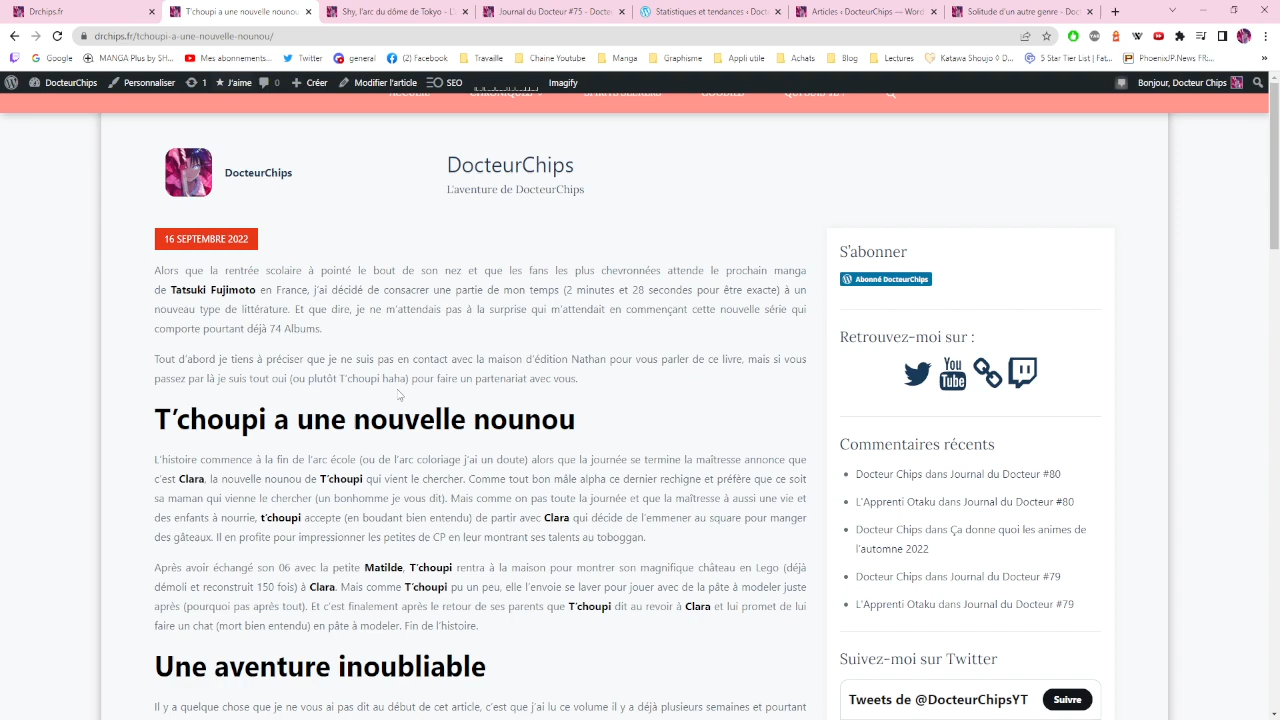 Drchips.fr
T'choupi a une nouvelle nounou
Shy, l'arc du dôme de Tokyo - L'
Journal du Docteur #75 - Docte
Statistiques et tendances ‹ Doct
Articles ‹ DocteurChips — Word
Solitude d'un autre genre - Doc
drchips.fr/tchoupi-a-une-nouvelle-nounou/
Google
MANGA Plus by SH...
Mes abonnements...
Twitter
general
(2) Facebook
Travaille
Chaine Youtube
Manga
Graphisme
Appli utile
Achats
Blog
Lectures
Katawa Shoujo ◊ D...
5 Star Tier List | Fat...
PhoenixJP.News FR:...
DocteurChips
Personnaliser
1
J'aime
0
Créer
Modifier l'article
SEO
Imagify
Bonjour, Docteur Chips
DocteurChips
DocteurChips
L'aventure de DocteurChips
16 SEPTEMBRE 2022
Alors que la rentrée scolaire à pointé le bout de son nez et que les fans les plus chevronnées attende le prochain manga
Tatsuki Fujimoto en France, j'ai décidé de consacrer une partie de mon temps (2 minutes et 28 secondes pour être exacte) à un
nouveau type de littérature. Et que dire, je ne m'attendais pas à la surprise qui m'attendait en commençant cette nouvelle série qui
comporte pourtant déjà 74 Albums.
Tout d'abord je tiens à préciser que je ne suis pas en contact avec la maison d'édition Nathan pour vous parler de ce livre, mais si vous
passez par là je suis tout oui (ou plutôt T'choupi haha) pour faire un partenariat avec vous.
T'choupi a une nouvelle nounou
L'histoire commence à la fin de l'arc école (ou de l'arc coloriage j'ai un doute) alors que la journée se termine la maîtresse annonce que
c'est Clara, la nouvelle nounou de T'choupi qui vient le chercher. Comme tout bon mâle alpha ce dernier rechigne et préfère que ce soit
sa maman qui vienne le chercher (un bonhomme je vous dit). Mais comme on pas toute la journée et que la maîtresse à aussi une vie et
des enfants à nourrie, t'choupi accepte (en boudant bien entendu) de partir avec Clara qui décide de l'emmener au square pour manger
des gâteaux. Il en profite pour impressionner les petites de CP en leur montrant ses talents au toboggan.
Après avoir échangé son 06 avec la petite Matilde, T'choupi rentra à la maison pour montrer son magnifique château en Lego (déjà
démoli et reconstruit 150 fois) à Clara. Mais comme T'choupi pu un peu, elle l'envoie se laver pour jouer avec de la pâte à modeler juste
après (pourquoi pas après tout). Et c'est finalement après le retour de ses parents que T'choupi dit au revoir à Clara et lui promet de lui
faire un chat (mort bien entendu) en pâte à modeler. Fin de l'histoire.
Une aventure inoubliable
Il y a quelque chose que je ne vous ai pas dit au début de cet article, c'est que j'ai lu ce volume il y a déjà plusieurs semaines et pourtant
S'abonner
Abonné DocteurChips
Retrouvez-moi sur :
You
Tube
Commentaires récents
Docteur Chips dans Journal du Docteur #80
L'Apprenti Otaku dans Journal du Docteur #80
Docteur Chips dans Ça donne quoi les animes de
l'automne 2022
Docteur Chips dans Journal du Docteur #79
L'Apprenti Otaku dans Journal du Docteur #79
Suivez-moi sur Twitter
Tweets de @DocteurChipsYT
Suivre